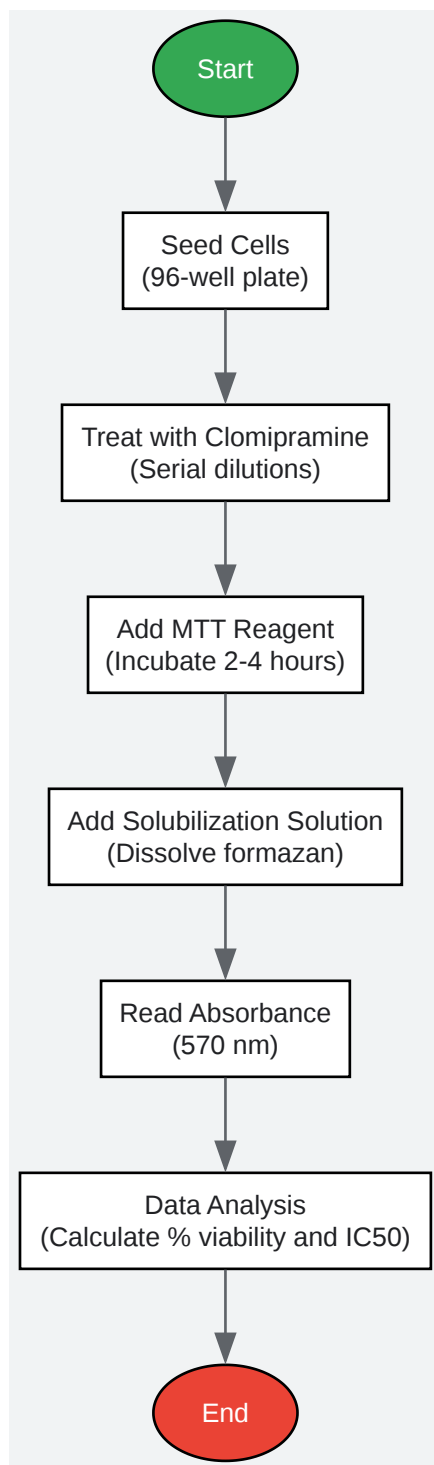 Start
Seed Cells
(96-well plate)
Treat with Clomipramine
(Serial dilutions)
Add MTT Reagent
(Incubate 2-4 hours)
Add Solubilization Solution
(Dissolve formazan)
Read Absorbance
(570 nm)
Data Analysis
(Calculate % viability and IC50)
End